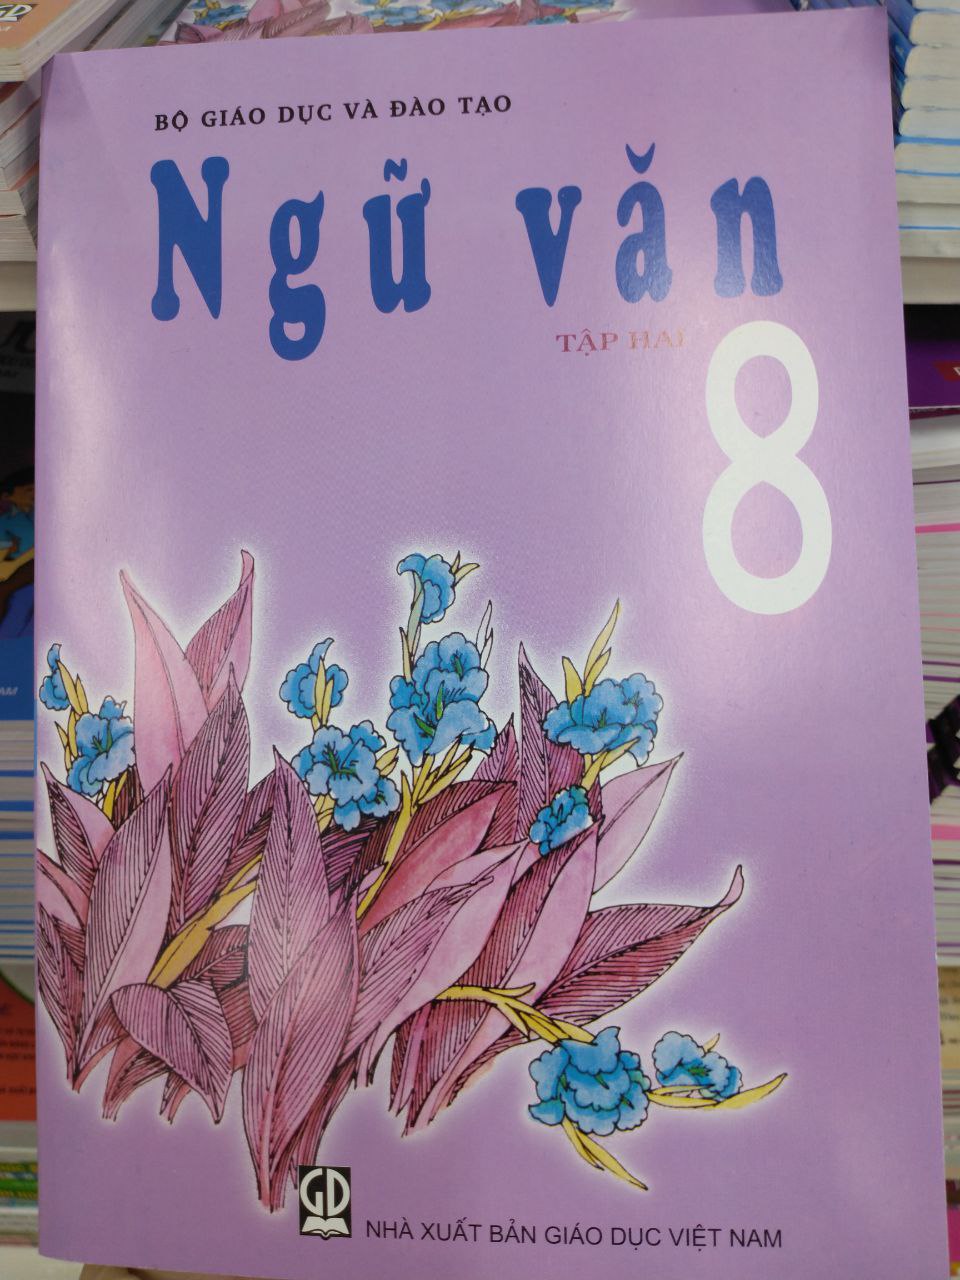 BỘ GIÁO DỤC VÀ ĐÀO TẠO
Ngữ văn
TẬP HAI
8
GD
NHÀ XUẤT BẢN GIÁO DỤC VIỆT NAM